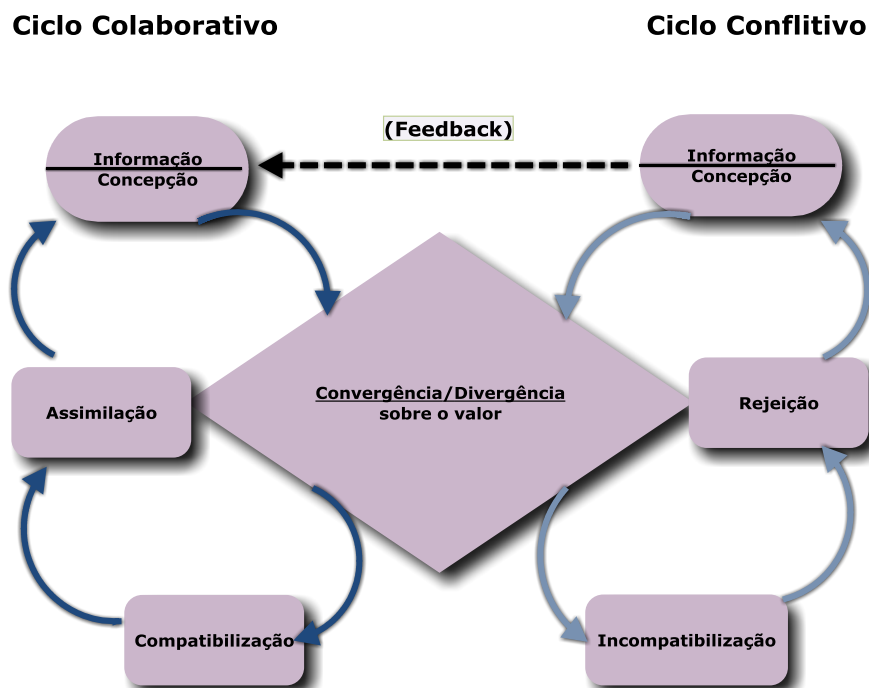 Ciclo Colaborativo
Ciclo Conflitivo
(Feedback)
Informação
Concepção
Informação
Concepção
Convergência/Divergência
sobre o valor
Assimilação
Rejeição
Compatibilização
Incompatibilização